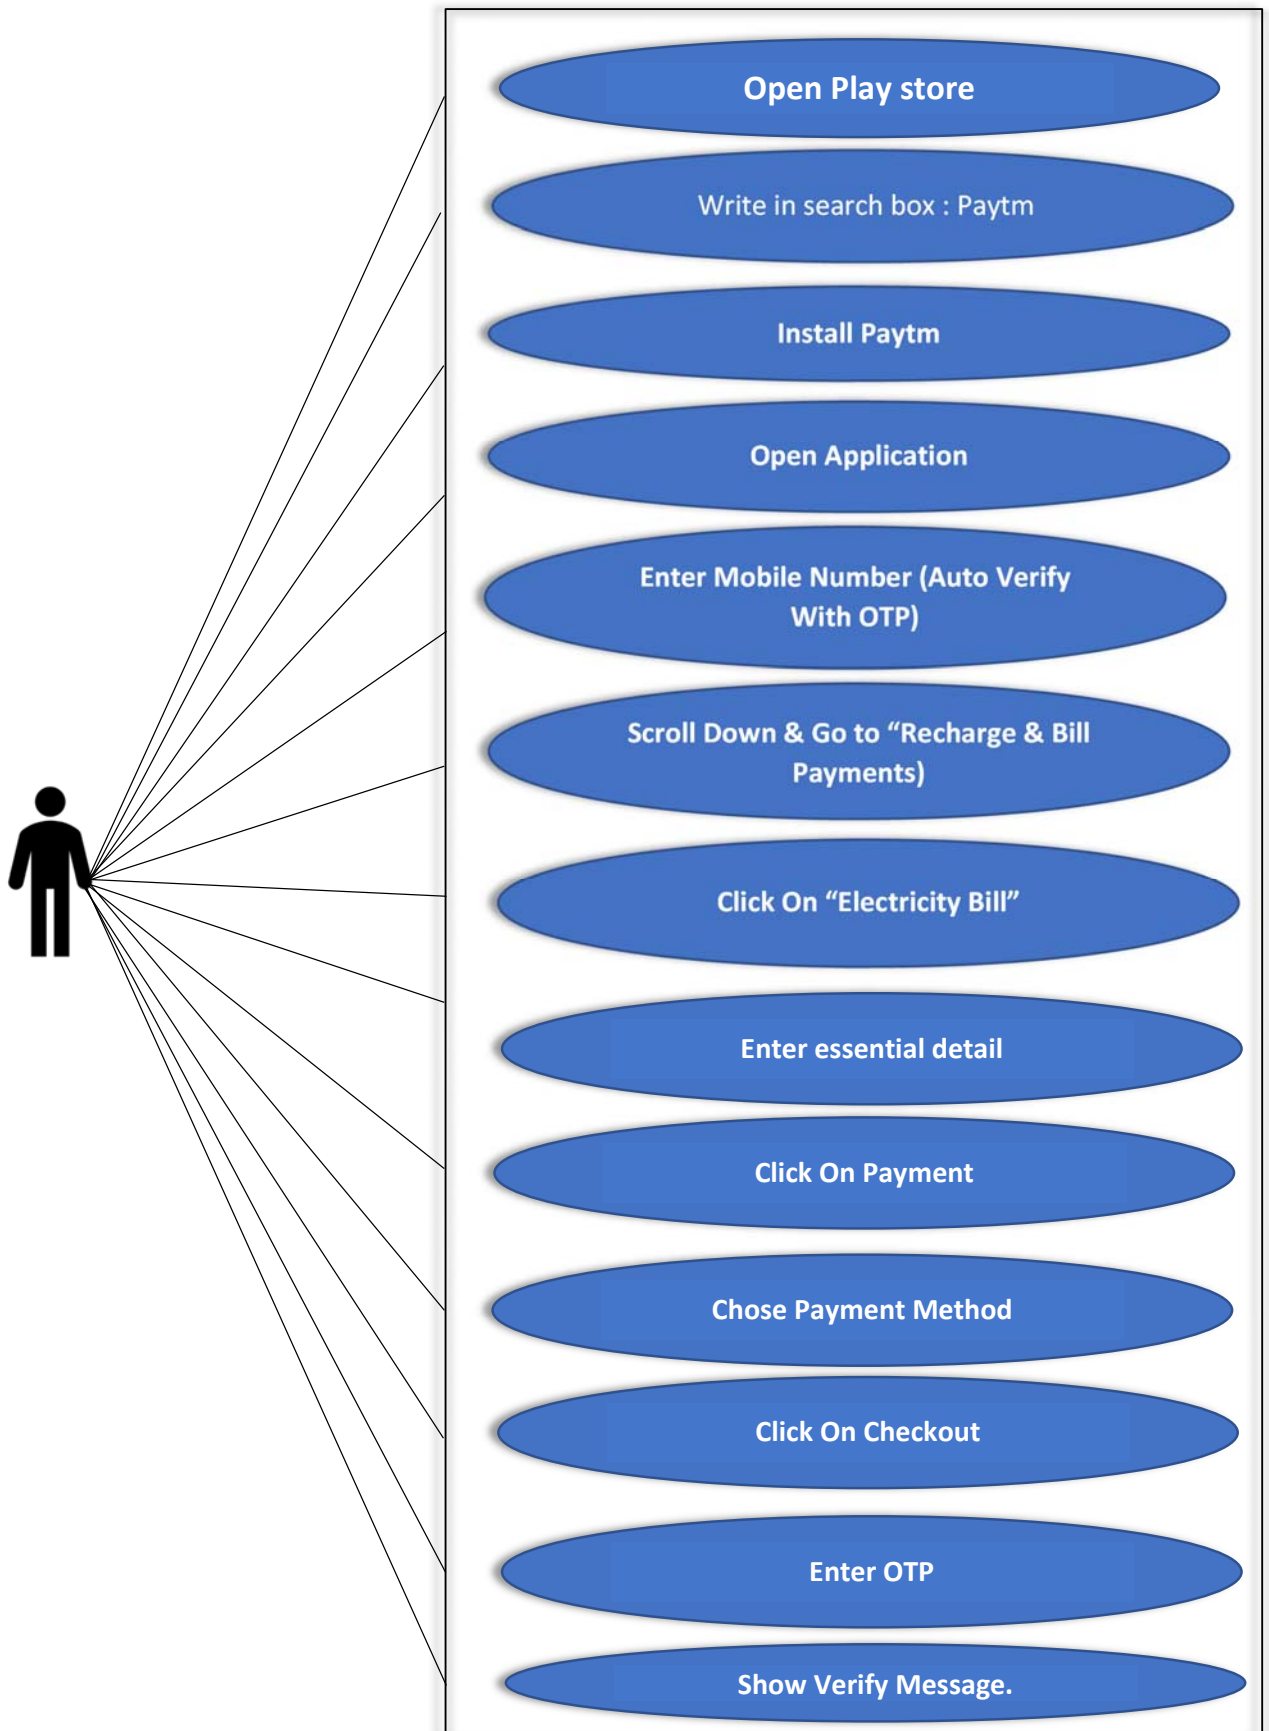 Open Play store
Write in search box : Paytm
Install Paytm
Open Application
Enter Mobile Number (Auto Verify
With OTP)
Scroll Down & Go to “Recharge & Bill
Payments)
Click On “Electricity Bill”
Enter essential detail
Click On Payment
Chose Payment Method
Click On Checkout
Enter OTP
Show Verify Message.